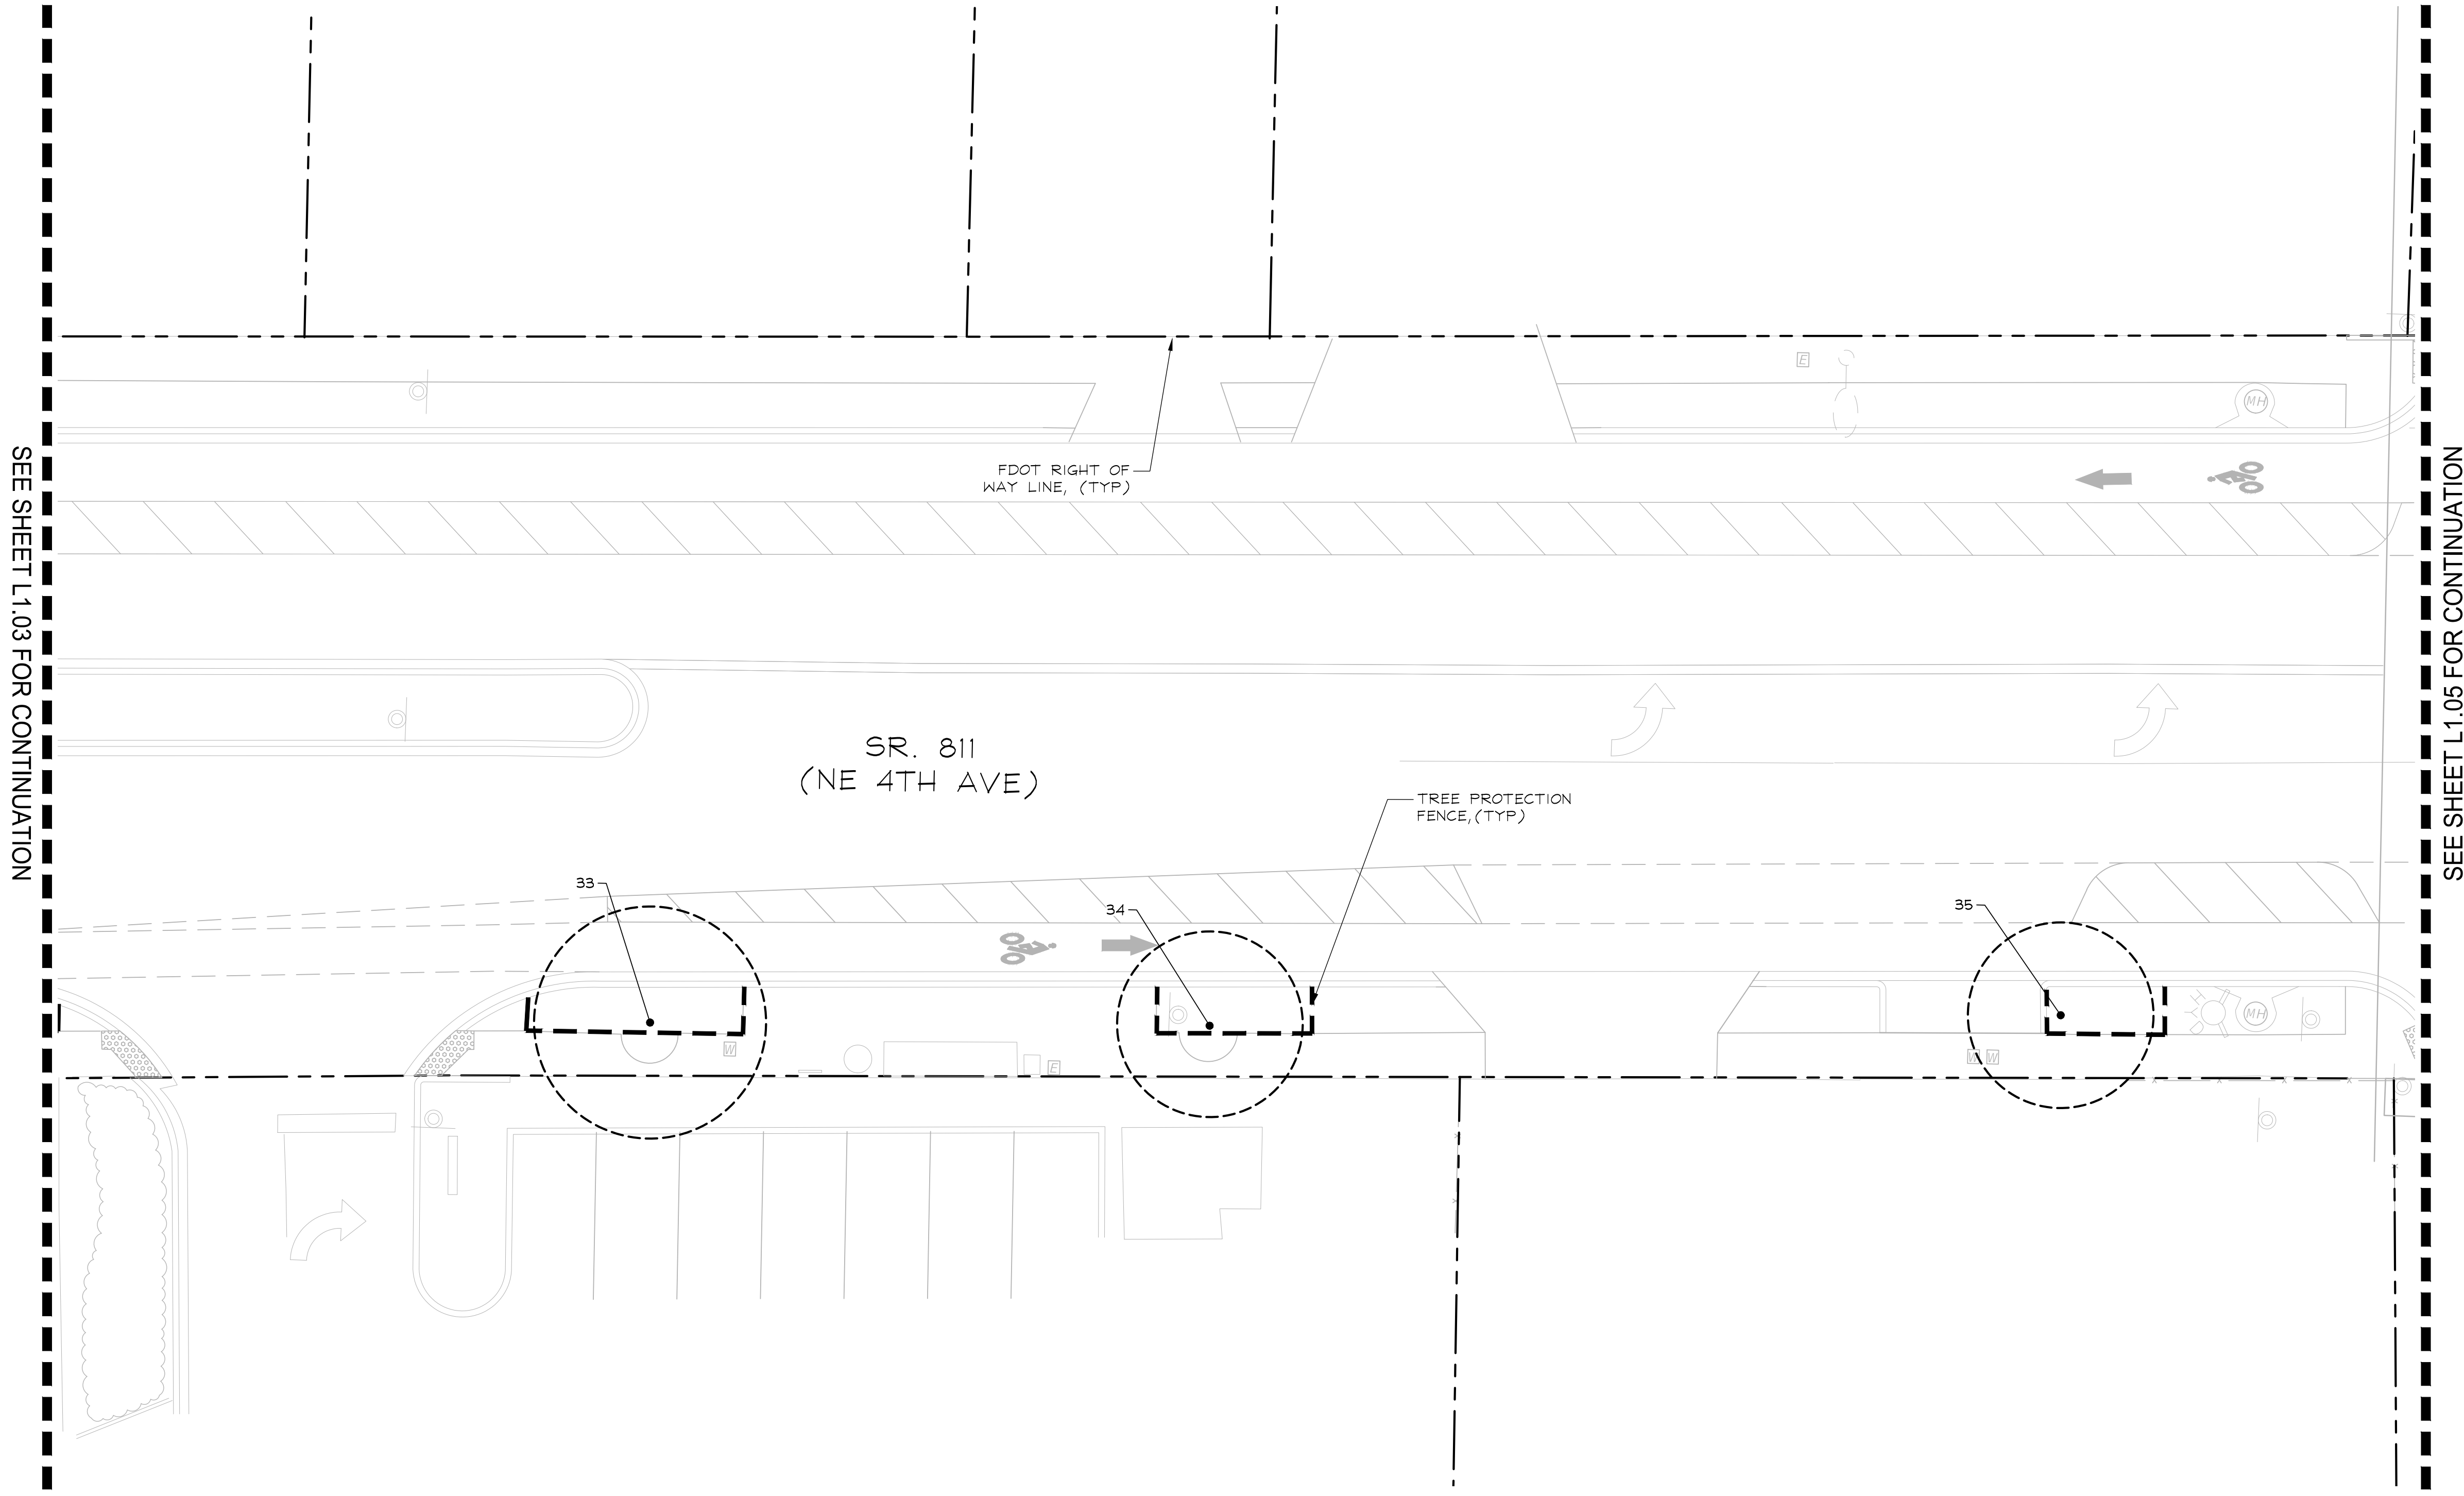 SEE SHEET L1.03 FOR CONTINUATION
E
MH
FDOT RIGHT OF
WAY LINE, (TYP)
SR. 811
(NE 4TH AVE)
TREE PROTECTION
FENCE,(TYP)
33
34
35
W
E
W
W
MH
SEE SHEET L1.05 FOR CONTINUATION